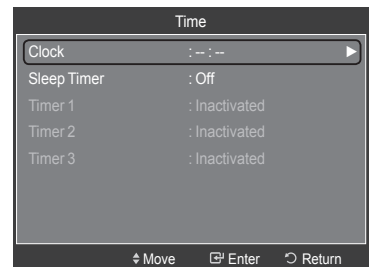 Time
Clock : -- : --
Sleep Timer : Off
Timer 1 : Inactivated
Timer 2 : Inactivated
Timer 3 : Inactivated
Move Enter Return